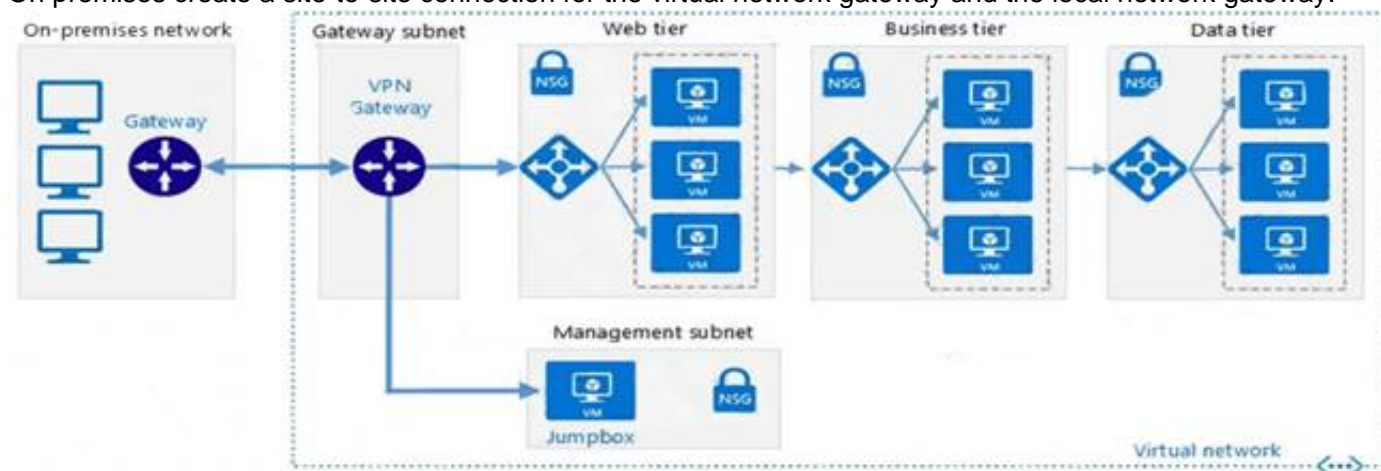 On-premises create a site-to-site connection for the virtual network gateway and the local network gateway.
On-premises network
Gateway subnet
Web tier
Business tier
Data tier
NSG
NSG
NSG
VPN
Gateway
Gateway
VM
VM
VM
VM
VM
VM
VM
VM
VM
Management subnet
VM
NSG
Jumpbox
Virtual network